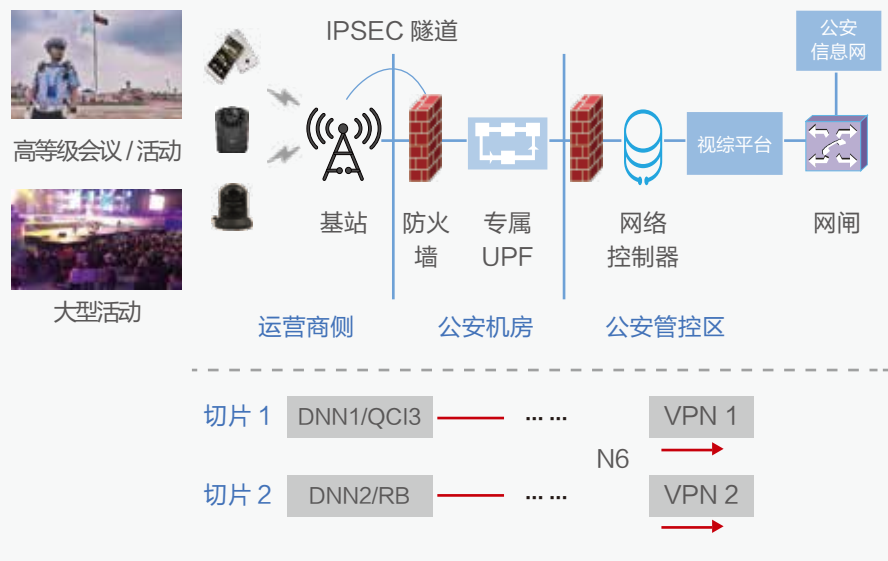 IPSEC 隧道
公安
信息网
视综平台
高等级会议 / 活动
基站
防火
墙
专属
UPF
网络
控制器
网闸
大型活动
运营商侧
公安机房
公安管控区
切片 1
DNN1/QCI3
... ...
VPN 1
N6
切片 2
DNN2/RB
... ...
VPN 2